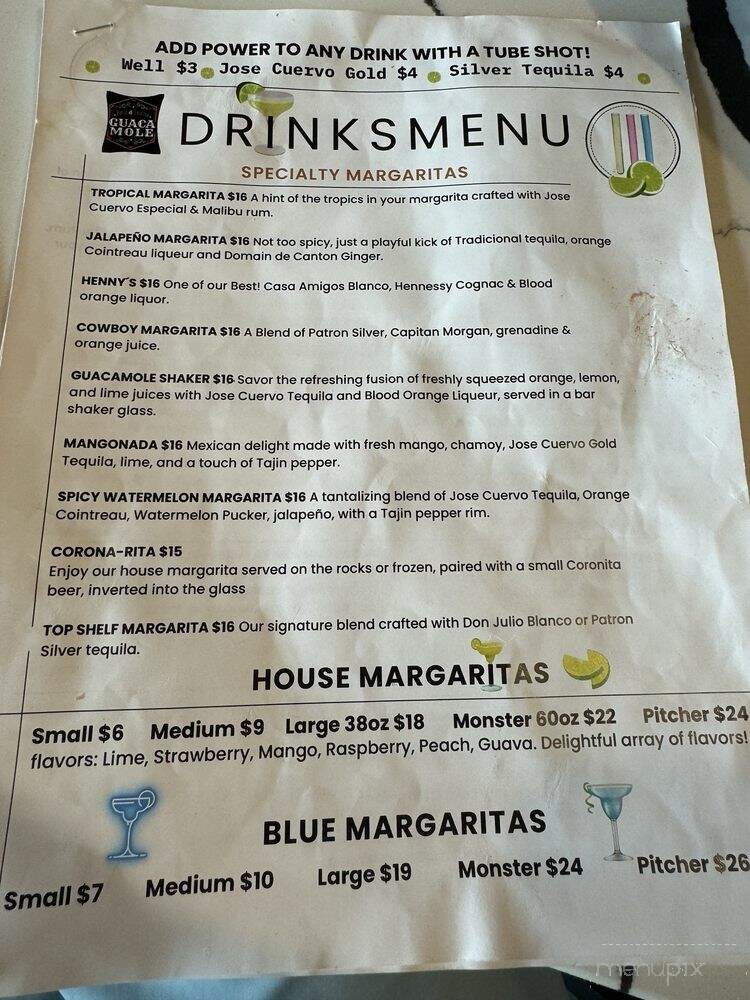 ADD POWER TO ANY DRINK WITH A TUBE SHOT!
Well $3 Jose Cuervo Gold $4 Silver Tequila $4
GUACA
MOLE
DRINKSMENU
SPECIALTY MARGARITAS
TROPICAL MARGARITA $16 A hint of the tropics in your margarita crafted with Jose
Cuervo Especial & Malibu rum.
JALAPEÑO MARGARITA $16 Not too spicy, just a playful kick of Tradicional tequila, orange
Cointreau liqueur and Domain de Canton Ginger.
HENNY´S $16 One of our Best! Casa Amigos Blanco, Hennessy Cognac & Blood
orange liquor.
COWBOY MARGARITA $16 A Blend of Patron Silver, Capitan Morgan, grenadine &
orange juice.
GUACAMOLE SHAKER $16 Savor the refreshing fusion of freshly squeezed orange, lemon,
and lime juices with Jose Cuervo Tequila and Blood Orange Liqueur, served in a bar
shaker glass.
MANGONADA $16 Mexican delight made with fresh mango, chamoy, Jose Cuervo Gold
Tequila, lime, and a touch of Tajin pepper.
SPICY WATERMELON MARGARITA $16 A tantalizing blend of Jose Cuervo Tequila, Orange
Cointreau, Watermelon Pucker, jalapeño, with a Tajin pepper rim.
CORONA-RITA $15
Enjoy our house margarita served on the rocks or frozen, paired with a small Coronita
beer, inverted into the glass
TOP SHELF MARGARITA $16 Our signature blend crafted with Don Julio Blanco or Patron
Silver tequila.
HOUSE MARGARITAS
Small $6 Medium $9 Large 38oz $18 Monster 60oz $22 Pitcher $24
flavors: Lime, Strawberry, Mango, Raspberry, Peach, Guava. Delightful array of flavors!
BLUE MARGARITAS
Small $7 Medium $10 Large $19 Monster $24 Pitcher $26
menupix